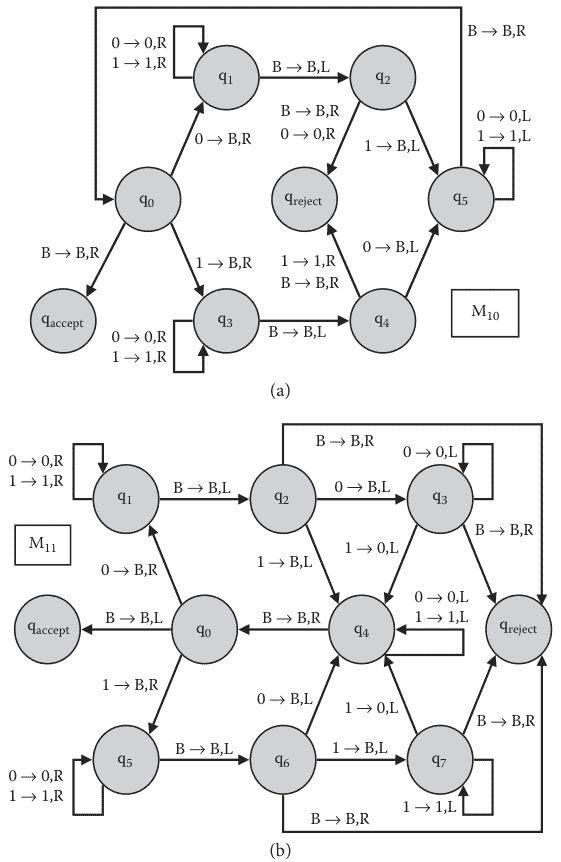 B → B,R
0 → 0,R
1 → 1,R
q1
B → B,L
q2
B → B,R
0 → 0,R
0 → 0,L
1 → 1,L
0 → B,R
1 → B,L
q0
qreject
q5
B → B,R
1 → B,R
1 → 1,R
B → B,R
0 → B,L
qaccept
0 → 0,R
1 → 1,R
q3
B → B,L
q4
M10
(a)
B → B,R
0 → 0,R
1 → 1,R
q1
B → B,L
q2
0 → B,L
0 → 0,L
q3
M11
0 → B,R
1 → B,L
1 → 0,L
B → B,R
0 → 0,L
1 → 1,L
qaccept
B → B,L
q0
B → B,R
q4
qreject
1 → B,R
0 → B,L
1 → 0,L
B → B,R
0 → 0,R
1 → 1,R
q5
B → B,L
q6
1 → B,L
q7
1 → 1,L
B → B,R
(b)